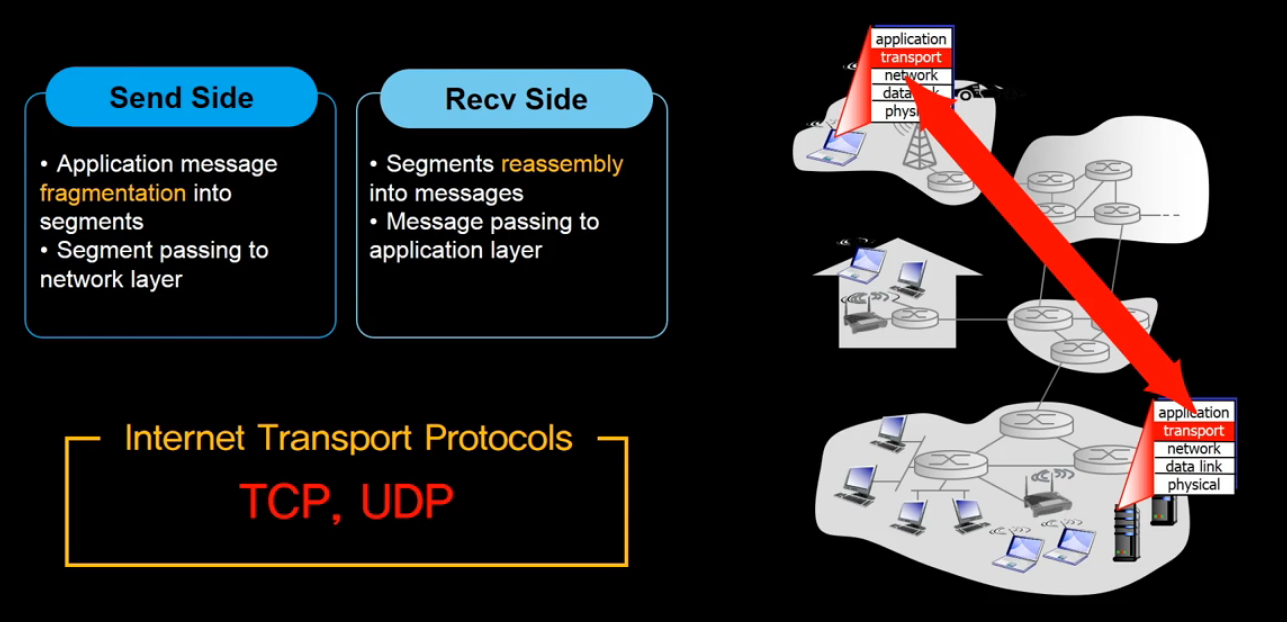 Send Side
• Application message
fragmentation into
segments
• Segment passing to
network layer
Recv Side
• Segments reassembly
into messages
• Message passing to
application layer
Internet Transport Protocols
TCP, UDP
application
transport
network
data link
physical
application
transport
network
data link
physical